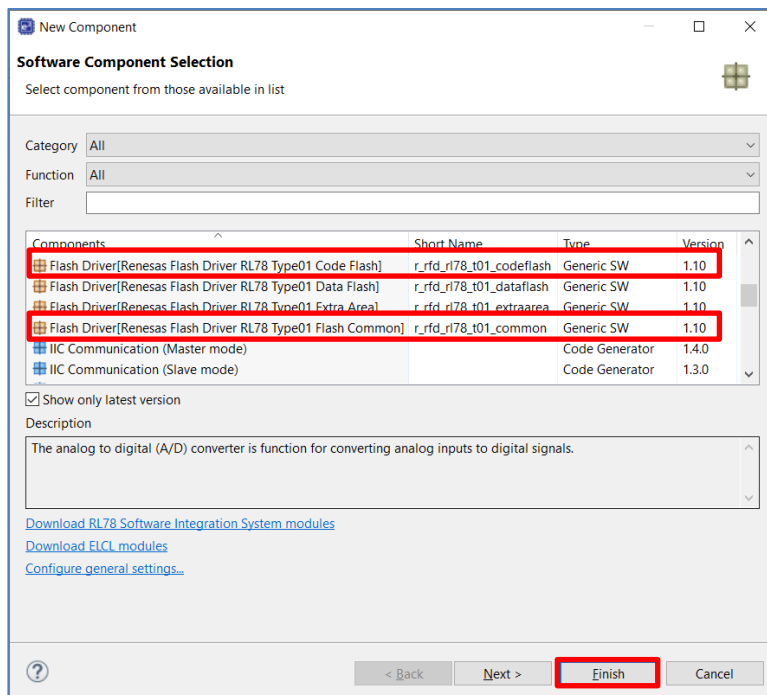 New Component
Software Component Selection
Select component from those available in list
Category All
Function All
Filter
Components Short Name Type Version
Flash Driver[Renesas Flash Driver RL78 Type01 Code Flash] r_rfd_rl78_t01_codeflash Generic SW 1.10
Flash Driver[Renesas Flash Driver RL78 Type01 Data Flash] r_rfd_rl78_t01_dataflash Generic SW 1.10
Flash Driver[Renesas Flash Driver RL78 Type01 Extra Area] r_rfd_rl78_t01_extraarea Generic SW 1.10
Flash Driver[Renesas Flash Driver RL78 Type01 Flash Common] r_rfd_rl78_t01_common Generic SW 1.10
IIC Communication (Master mode) Code Generator 1.4.0
IIC Communication (Slave mode) Code Generator 1.3.0
Show only latest version
Description
The analog to digital (A/D) converter is function for converting analog inputs to digital signals.
Download RL78 Software Integration System modules
Download ELCL modules
Configure general settings...
? < Back Next > Finish Cancel